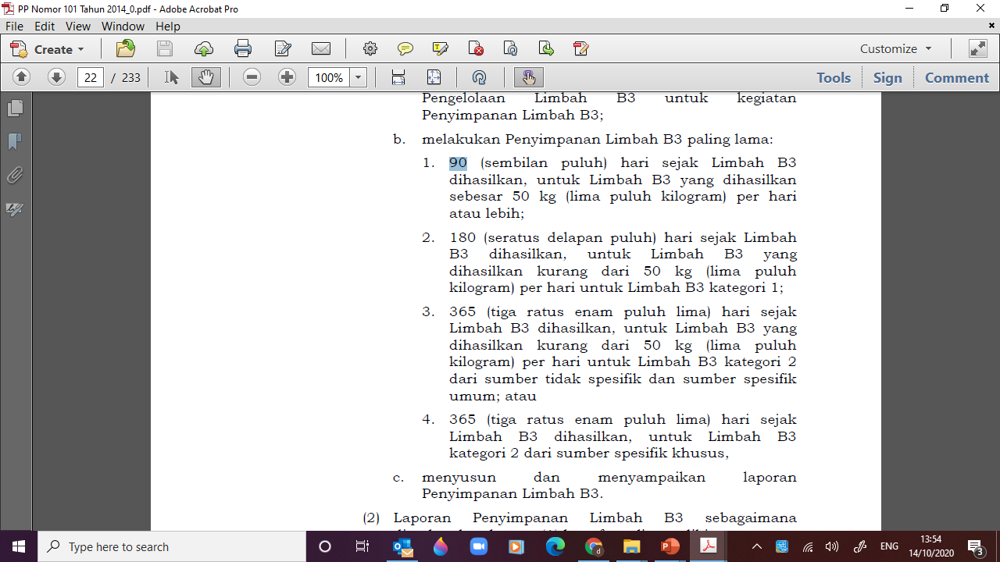 PP Nomor 101 Tahun 2014_0.pdf - Adobe Acrobat Pro
File Edit View Window Help
Create Customize
22 / 233 100% Tools Sign Comment
Pengelolaan Limbah B3 untuk kegiatan
Penyimpanan Limbah B3;
b. melakukan Penyimpanan Limbah B3 paling lama:
1. 90 (sembilan puluh) hari sejak Limbah B3
dihasilkan, untuk Limbah B3 yang dihasilkan
sebesar 50 kg (lima puluh kilogram) per hari
atau lebih;
2. 180 (seratus delapan puluh) hari sejak Limbah
B3 dihasilkan, untuk Limbah B3 yang
dihasilkan kurang dari 50 kg (lima puluh
kilogram) per hari untuk Limbah B3 kategori 1;
3. 365 (tiga ratus enam puluh lima) hari sejak
Limbah B3 dihasilkan, untuk Limbah B3 yang
dihasilkan kurang dari 50 kg (lima puluh
kilogram) per hari untuk Limbah B3 kategori 2
dari sumber tidak spesifik dan sumber spesifik
umum; atau
4. 365 (tiga ratus enam puluh lima) hari sejak
Limbah B3 dihasilkan, untuk Limbah B3
kategori 2 dari sumber spesifik khusus,
c. menyusun dan menyampaikan laporan
Penyimpanan Limbah B3.
(2) Laporan Penyimpanan Limbah B3 sebagaimana
Type here to search
ENG
13:54
14/10/2020
3